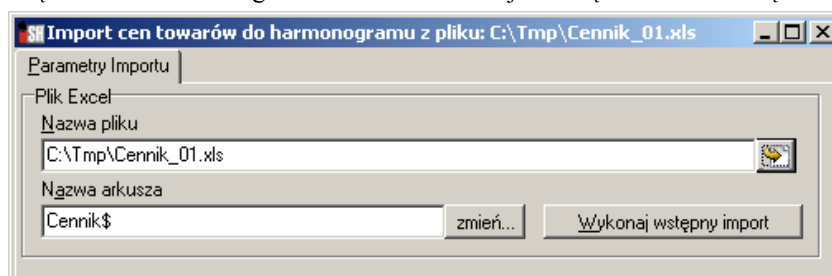 SH Import cen towarów do harmonogramu z pliku: C:\Tmp\Cennik_01.xls
Parametry Importu
Plik Excel
Nazwa pliku
C:\Tmp\Cennik_01.xls
Nazwa arkusza
Cennik$ zmień... Wykonaj wstępny import